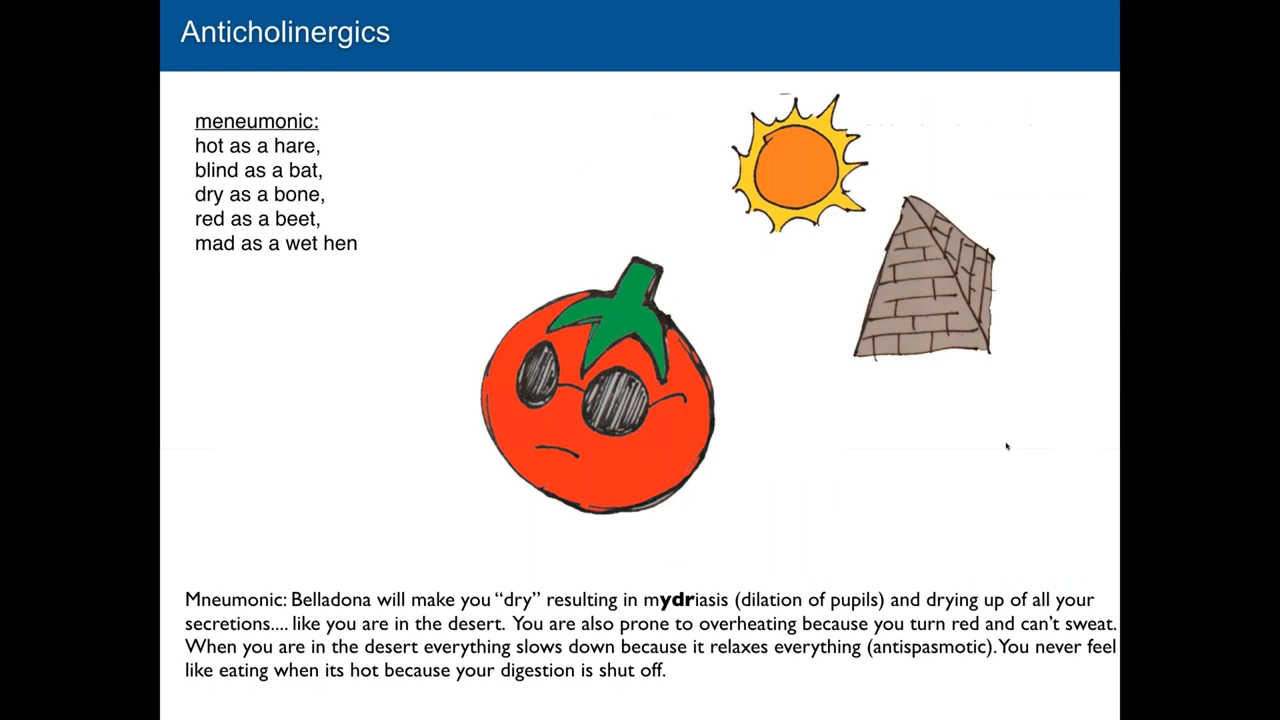 Anticholinergics
meneumonic:
hot as a hare,
blind as a bat,
dry as a bone,
red as a beet,
mad as a wet hen
Mneumonic: Belladona will make you “dry” resulting in mydriasis (dilation of pupils) and drying up of all your
secretions.... like you are in the desert. You are also prone to overheating because you turn red and can’t sweat.
When you are in the desert everything slows down because it relaxes everything (antispasmotic). You never feel
like eating when its hot because your digestion is shut off.